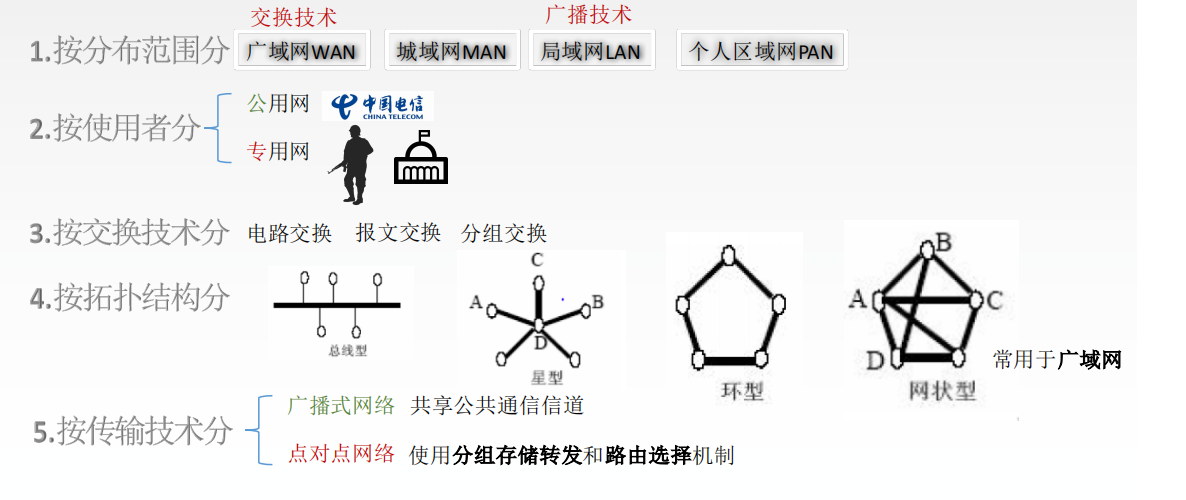 交换技术 广播技术
1.按分布范围分 广域网WAN 城域网MAN 局域网LAN 个人区域网PAN
公用网 中国电信
CHINA TELECOM
2.按使用者分
专用网
3.按交换技术分 电路交换 报文交换 分组交换
4.按拓扑结构分
总线型
C
A B
D
星型
环型
B
A C
D
网状型
常用于广域网
广播式网络 共享公共通信信道
5.按传输技术分
点对点网络 使用分组存储转发和路由选择机制